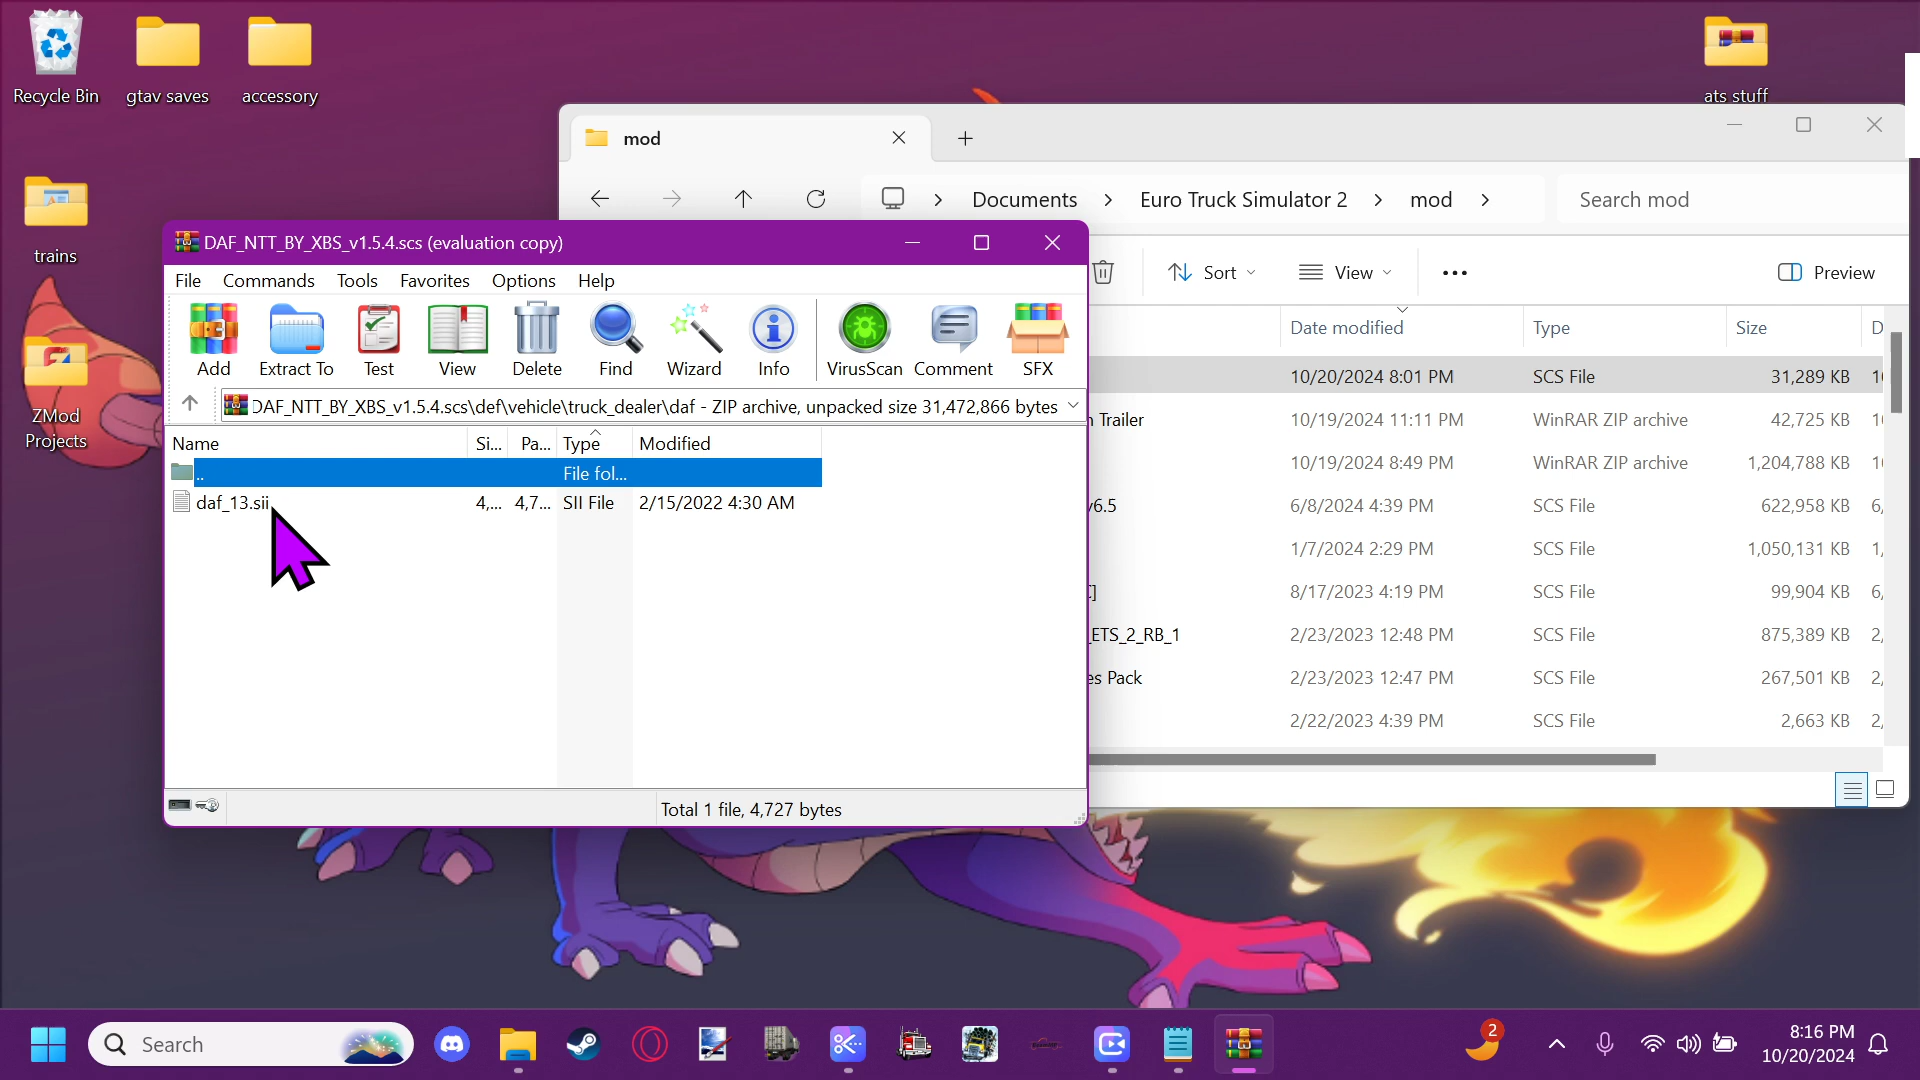 Recycle Bin
gtav saves
accessory
ats stuff
trains
ZMod
Projects
mod
Documents
Euro Truck Simulator 2
mod
Search mod
Sort
View
Preview
Date modified
Type
Size
D
10/20/2024 8:01 PM SCS File 31,289 KB
Trailer 10/19/2024 11:11 PM WinRAR ZIP archive 42,725 KB
10/19/2024 8:49 PM WinRAR ZIP archive 1,204,788 KB
v6.5 6/8/2024 4:39 PM SCS File 622,958 KB 6,
1/7/2024 2:29 PM SCS File 1,050,131 KB 1,
] 8/17/2023 4:19 PM SCS File 99,904 KB 6,
_ETS_2_RB_1 2/23/2023 12:48 PM SCS File 875,389 KB 2,
es Pack 2/23/2023 12:47 PM SCS File 267,501 KB 2,
2/22/2023 4:39 PM SCS File 2,663 KB 2,
DAF_NTT_BY_XBS_v1.5.4.scs (evaluation copy)
File Commands Tools Favorites Options Help
Add Extract To Test View Delete Find Wizard Info VirusScan Comment SFX
DAF_NTT_BY_XBS_v1.5.4.scs\def\vehicle\truck_dealer\daf - ZIP archive, unpacked size 31,472,866 bytes
Name Si... Pa... Type Modified
.. File fol...
daf_13.sii 4,... 4,7... SII File 2/15/2022 4:30 AM
Total 1 file, 4,727 bytes
Search
2
8:16 PM
10/20/2024